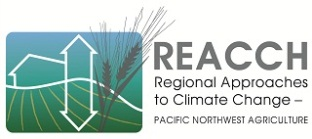 REACCH
Regional Approaches
to Climate Change –
PACIFIC NORTHWEST AGRICULTURE